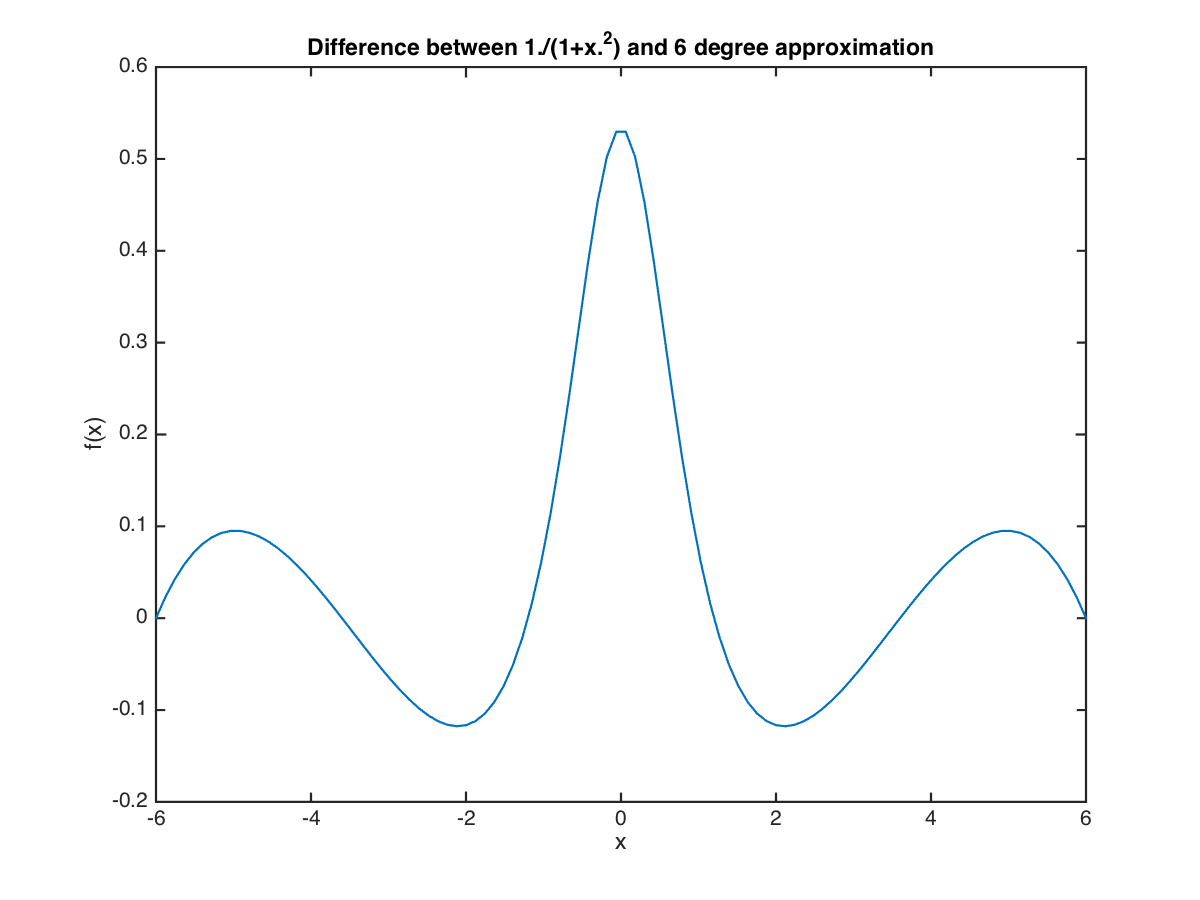 Difference between 1./(1+x.²) and 6 degree approximation
0.6
0.5
0.4
0.3
0.2
0.1
0
-0.1
-0.2
f(x)
-6 -4 -2 0 2 4 6
x